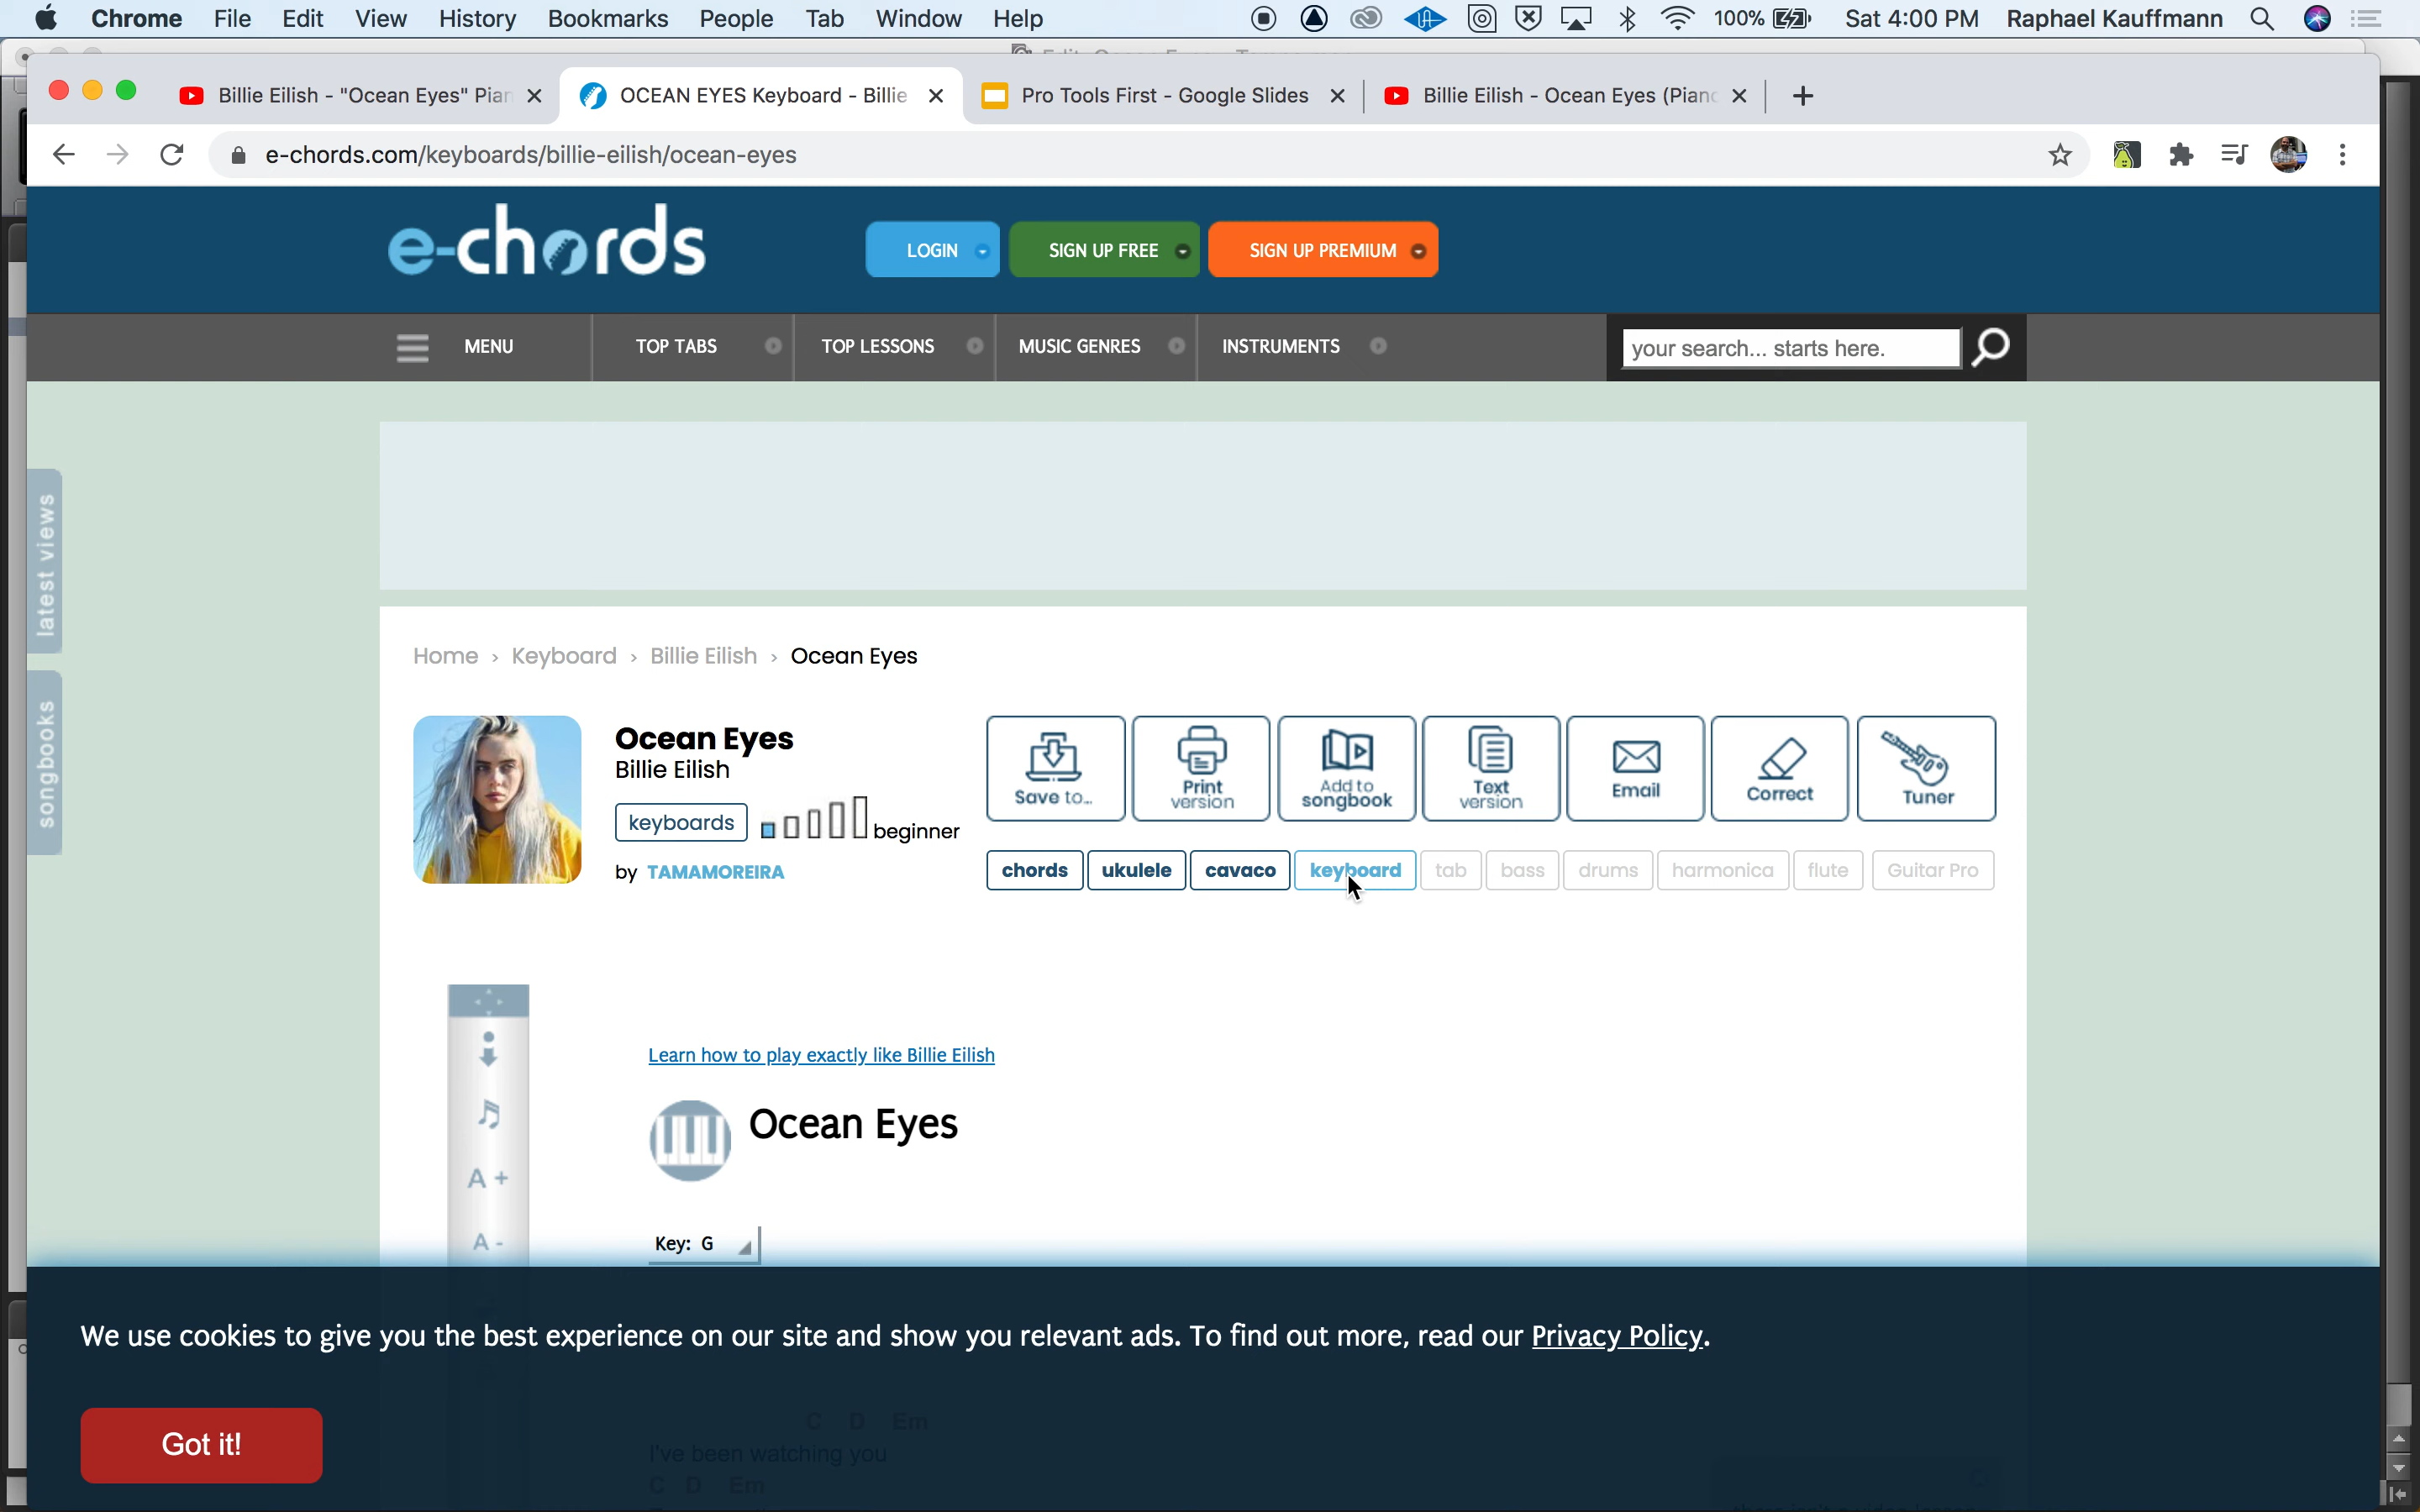 Chrome File Edit View History Bookmarks People Tab Window Help 100% Sat 4:00 PM Raphael Kauffmann
Billie Eilish - "Ocean Eyes" Pian OCEAN EYES Keyboard - Billie Pro Tools First - Google Slides Billie Eilish - Ocean Eyes (Piano
e-chords.com/keyboards/billie-eilish/ocean-eyes
e-chords LOGIN SIGN UP FREE SIGN UP PREMIUM
MENU TOP TABS TOP LESSONS MUSIC GENRES INSTRUMENTS your search... starts here.
latest views
songbooks
Home › Keyboard › Billie Eilish › Ocean Eyes
Ocean Eyes
Billie Eilish
keyboards beginner
by TAMAMOREIRA
Save to...
Print version
Add to songbook
Text version
Email
Correct
Tuner
chords ukulele cavaco keyboard tab bass drums harmonica flute Guitar Pro
Learn how to play exactly like Billie Eilish
Ocean Eyes
A +
A -
Key: G
We use cookies to give you the best experience on our site and show you relevant ads. To find out more, read our Privacy Policy.
Got it!
C D Em
I've been watching you
C D Em